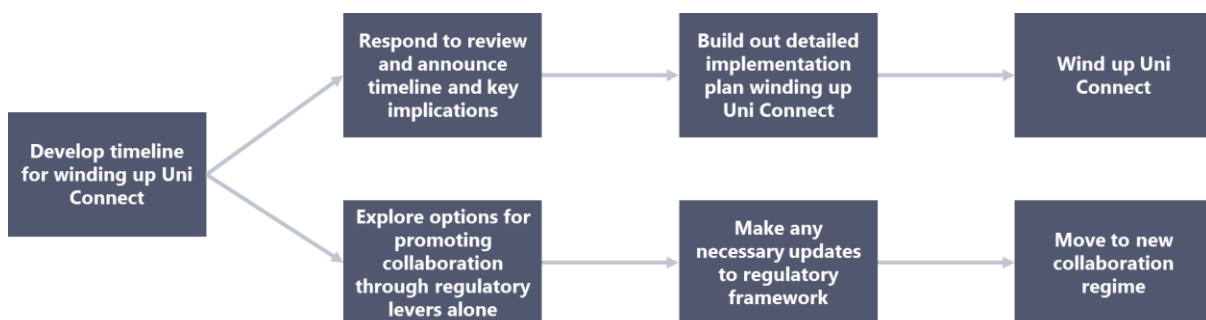 Develop timeline
for winding up Uni
Connect
Respond to review
and announce
timeline and key
implications
Build out detailed
implementation
plan winding up
Uni Connect
Wind up Uni
Connect
Explore options for
promoting
collaboration
through regulatory
levers alone
Make any
necessary updates
to regulatory
framework
Move to new
collaboration
regime